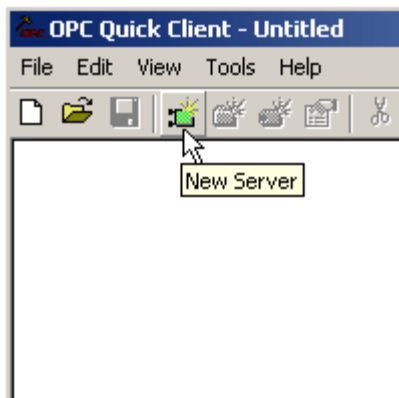 OPC Quick Client - Untitled
File Edit View Tools Help
New Server